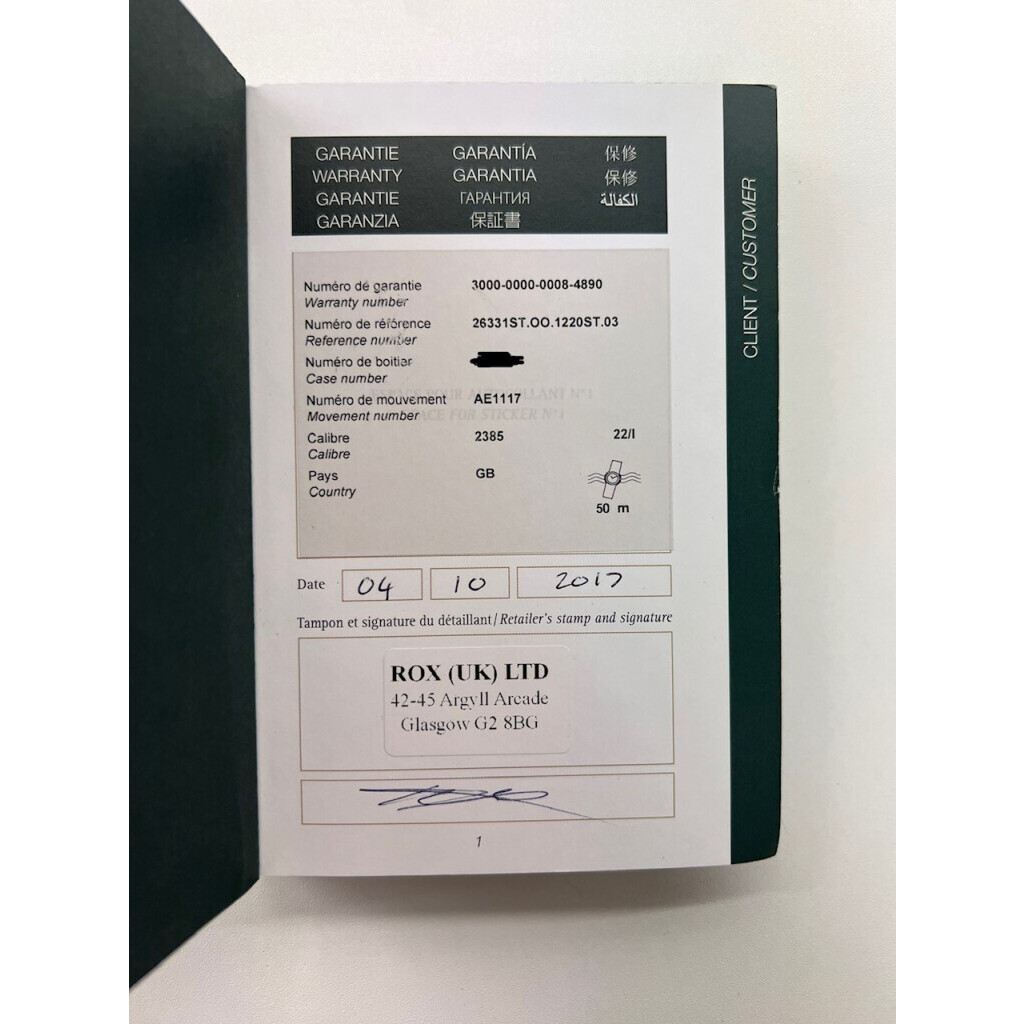 GARANTIE GARANTÍA 保修
WARRANTY GARANTIA 保修
GARANTIE ГАРАНТИЯ الكفالة
GARANZIA 保証書
CLIENT / CUSTOMER
Numéro de garantie 3000-0000-0008-4890
Warranty number
Numéro de référence 26331ST.OO.1220ST.03
Reference number
Numéro de boitier
Case number
Numéro de mouvement AE1117
Movement number
Calibre 2385 22/I
Calibre
Pays GB
Country
50 m
Date 04 10 2017
Tampon et signature du détaillant / Retailer's stamp and signature
ROX (UK) LTD
42-45 Argyll Arcade
Glasgow G2 8BG
1